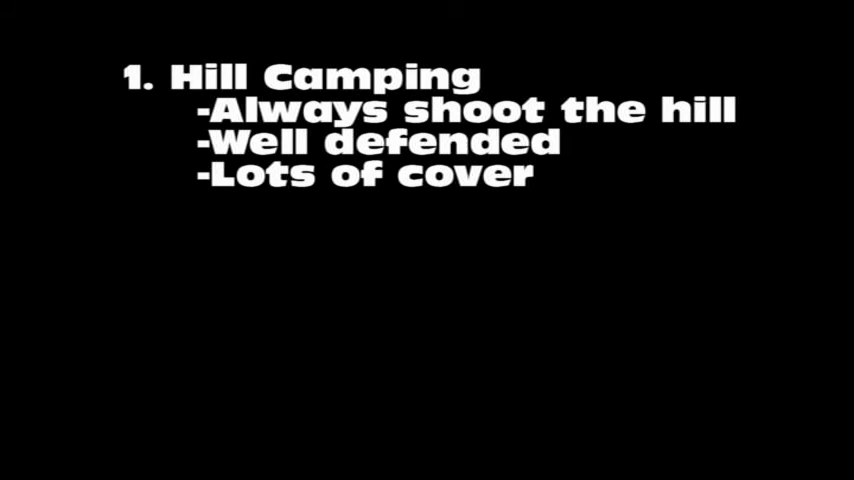 1. Hill Camping
-Always shoot the hill
-Well defended
-Lots of cover